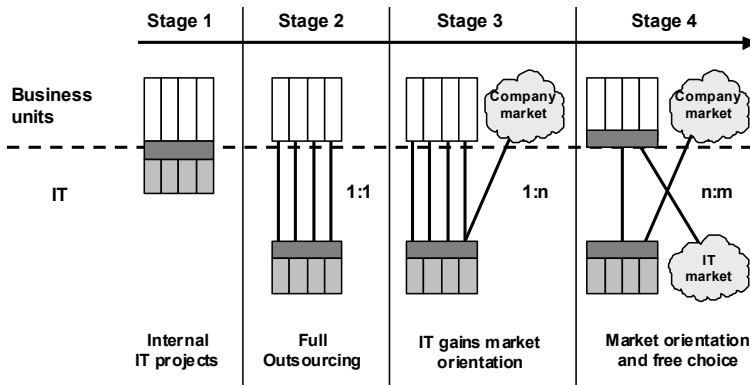 Stage 1
Stage 2
Stage 3
Stage 4
Business
units
Company
market
Company
market
IT
1:1
1:n
n:m
IT
market
Internal
IT projects
Full
Outsourcing
IT gains market
orientation
Market orientation
and free choice